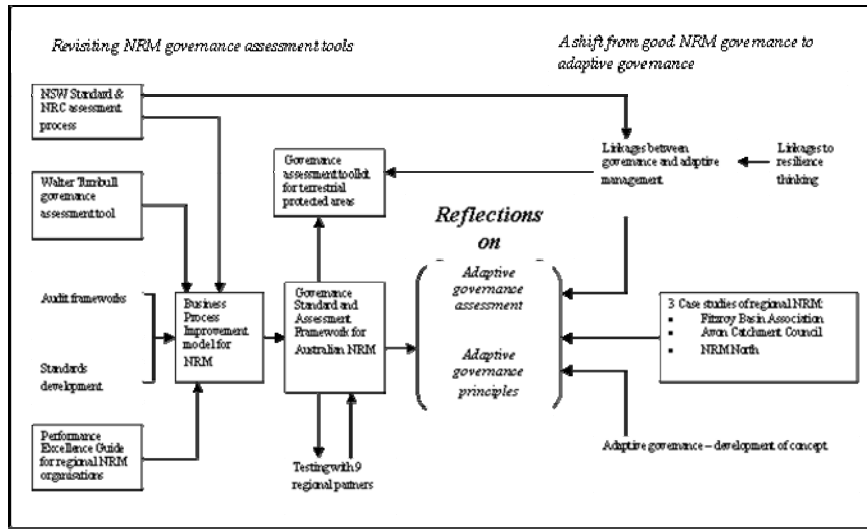 Revisiting NRM governance assessment tools
A shift from good NRM governance to
adaptive governance
NSW Standard &
NRC assessment
process
Walter Turnbull
governance
assessment tool
Audit frameworks
Standards
development
Performance
Excellence Guide
for regional NRM
organisations
Business
Process
Improvement
model for
NRM
Governance
assessment toolkit
for terrestrial
protected areas
Governance
Standard and
Assessment
Framework for
Australian NRM
Testing with 9
regional partners
Reflections
on
Adaptive
governance
assessment
Adaptive
governance
principles
Linkages between
governance and adaptive
management
Linkages to
resilience
thinking
3 Case studies of regional NRM:
▪ Fitzroy Basin Association
▪ Avon Catchment Council
▪ NRM North
Adaptive governance – development of concept